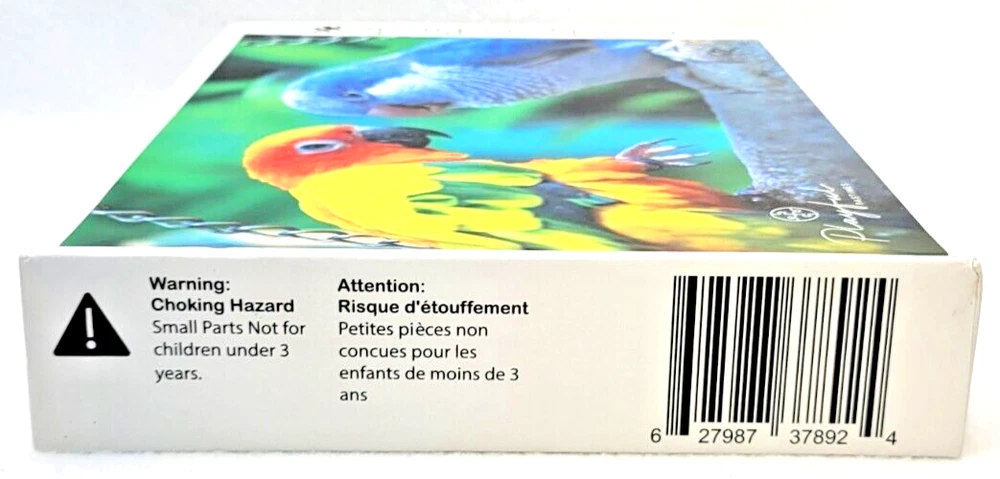 Warning:
Choking Hazard
Small Parts Not for
children under 3
years.
Attention:
Risque d'étouffement
Petites pièces non
concues pour les
enfants de moins de 3
ans
6 27987 37892 4